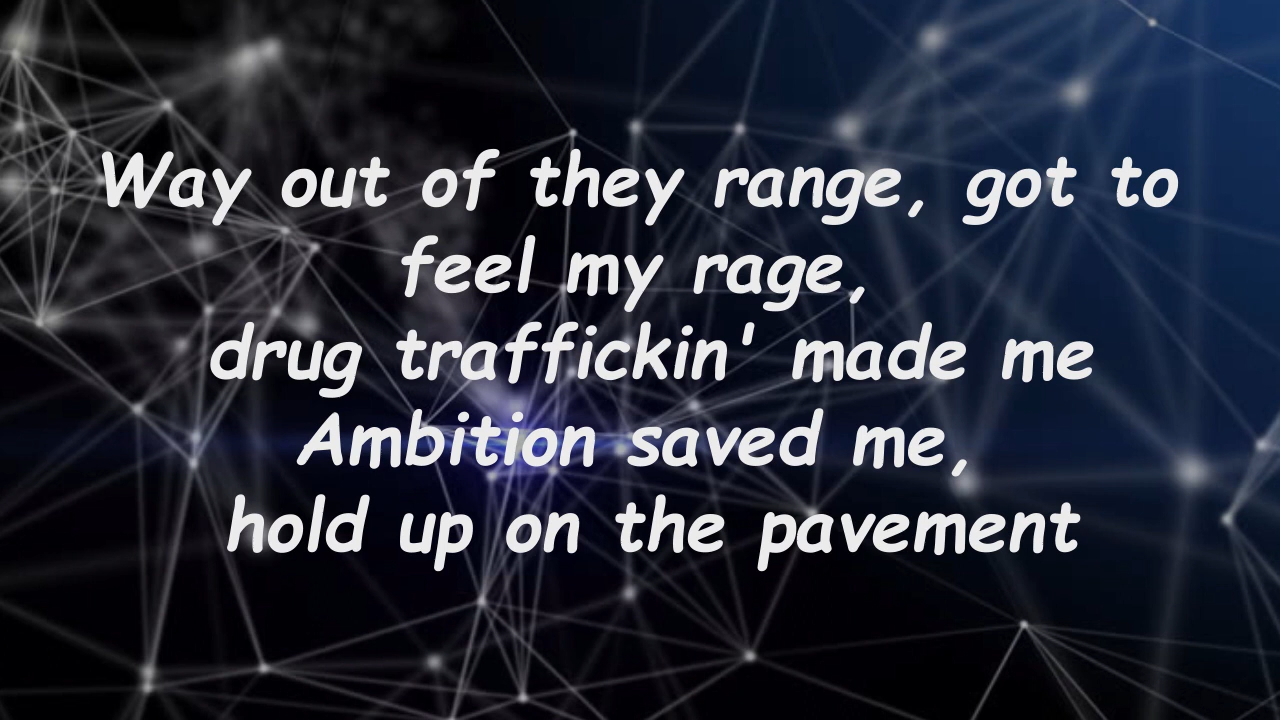 Way out of they range, got to
feel my rage,
drug traffickin' made me
Ambition saved me,
hold up on the pavement